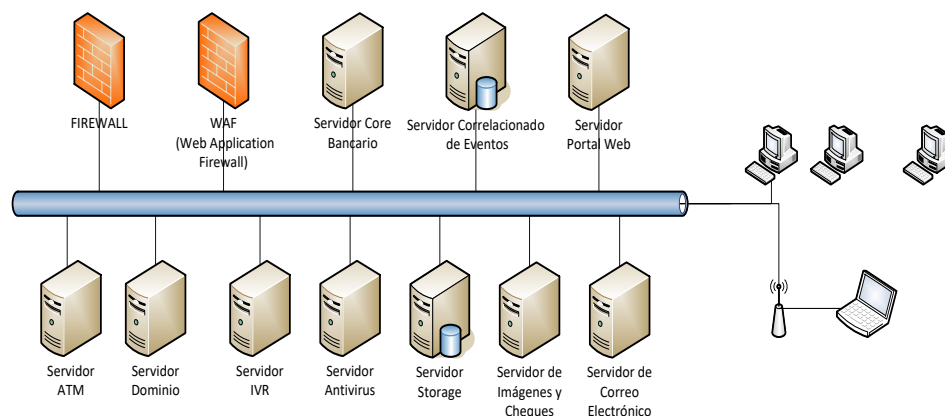 FIREWALL
WAF
(Web Application
Firewall)
Servidor Core
Bancario
Servidor Correlacionado
de Eventos
Servidor
Portal Web
Servidor
ATM
Servidor
Dominio
Servidor
IVR
Servidor
Antivirus
Servidor
Storage
Servidor de
Imágenes y
Cheques
Servidor de
Correo
Electrónico